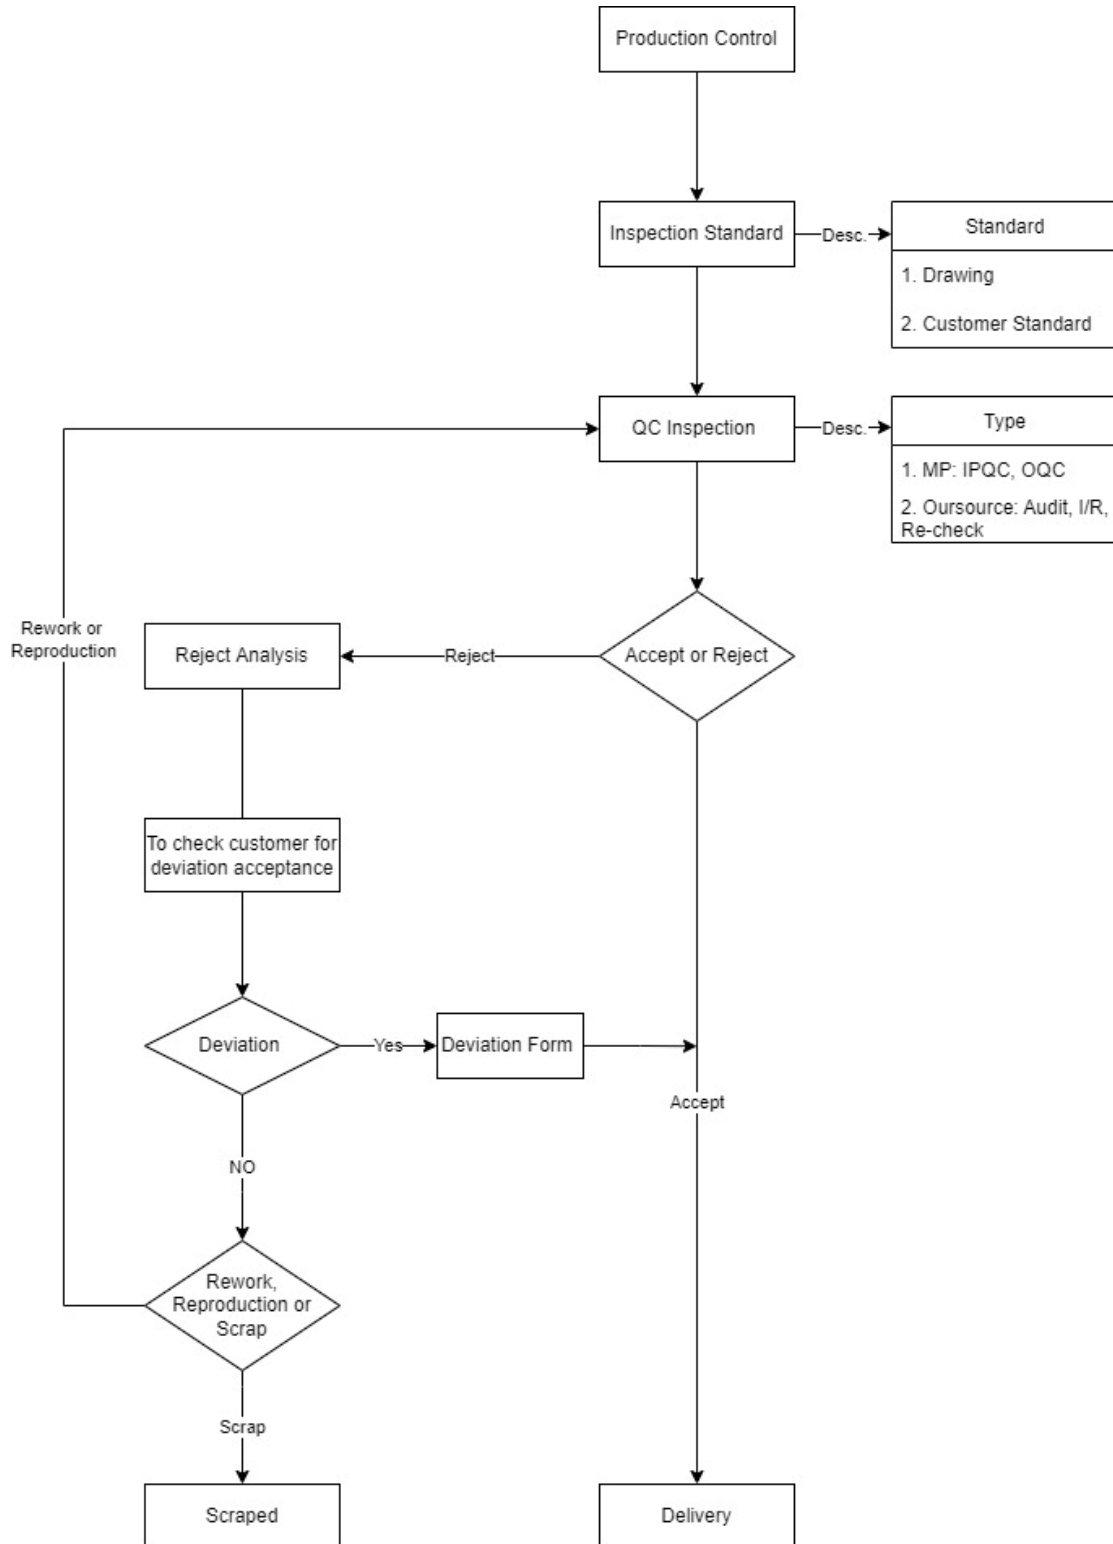 Production Control
Inspection Standard
Desc.
Standard
1. Drawing
2. Customer Standard
QC Inspection
Desc.
Type
1. MP: IPQC, OQC
2. Oursource: Audit, I/R,
Re-check
Rework or
Reproduction
Reject Analysis
Reject
Accept or Reject
To check customer for
deviation acceptance
Deviation
Yes
Deviation Form
Accept
NO
Rework,
Reproduction or
Scrap
Scrap
Scraped
Delivery